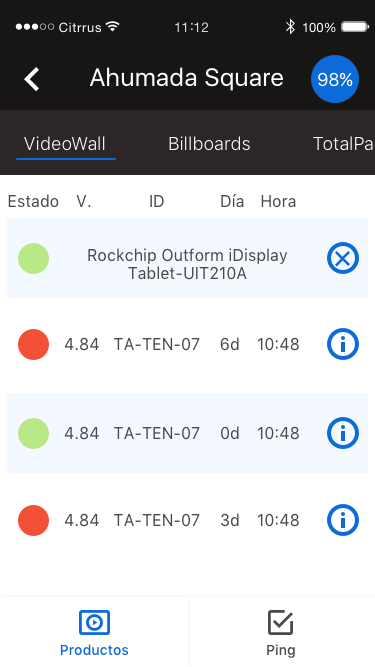 Citrrus 11:12 100%
Ahumada Square 98%
VideoWall Billboards TotalPa
Estado V. ID Día Hora
Rockchip Outform iDisplay
Tablet-UIT210A
4.84 TA-TEN-07 6d 10:48
4.84 TA-TEN-07 0d 10:48
4.84 TA-TEN-07 3d 10:48
Productos Ping